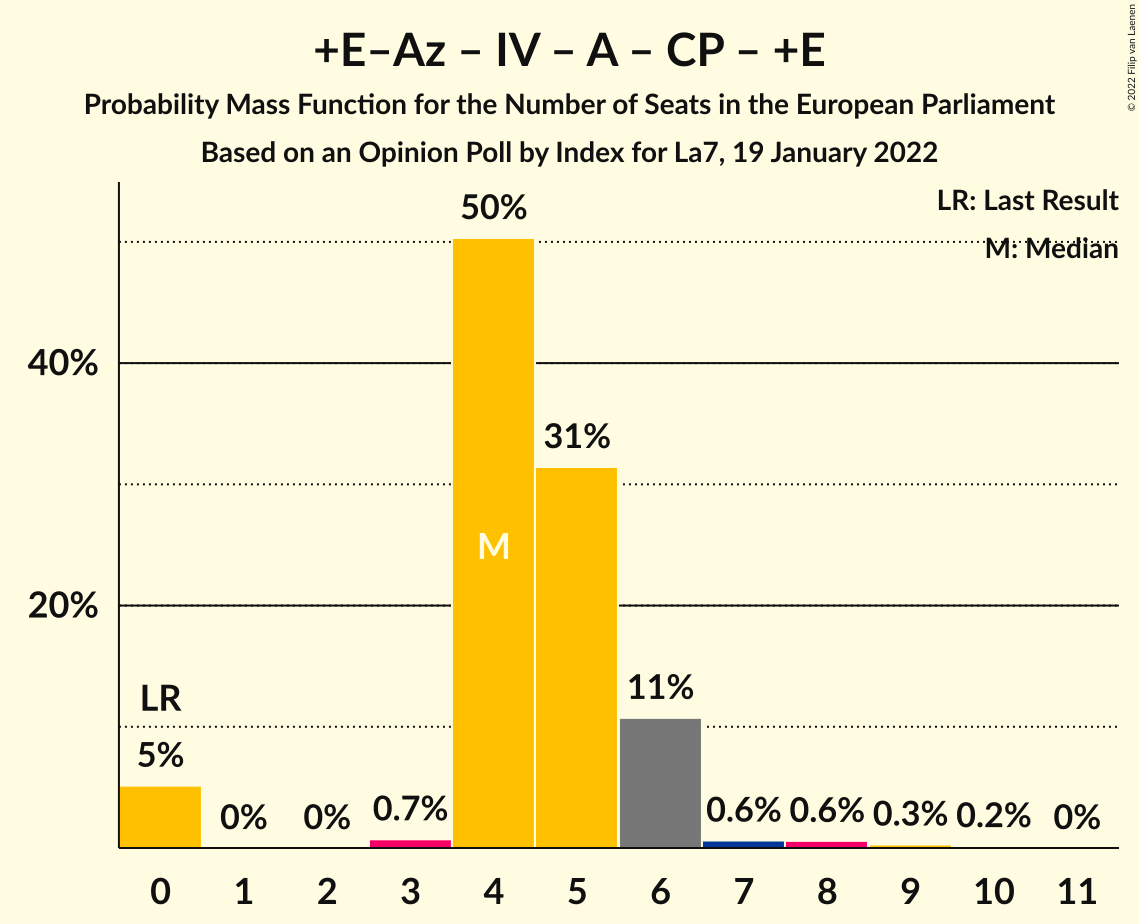 +E–Az – IV – A – CP – +E
Probability Mass Function for the Number of Seats in the European Parliament
Based on an Opinion Poll by Index for La7, 19 January 2022
© 2022 Filip van Laenen
LR: Last Result
M: Median
50%
40%
31%
M
20%
LR
11%
5%
0%
0%
0.7%
0.6%
0.6%
0.3%
0.2%
0%
0 1 2 3 4 5 6 7 8 9 10 11